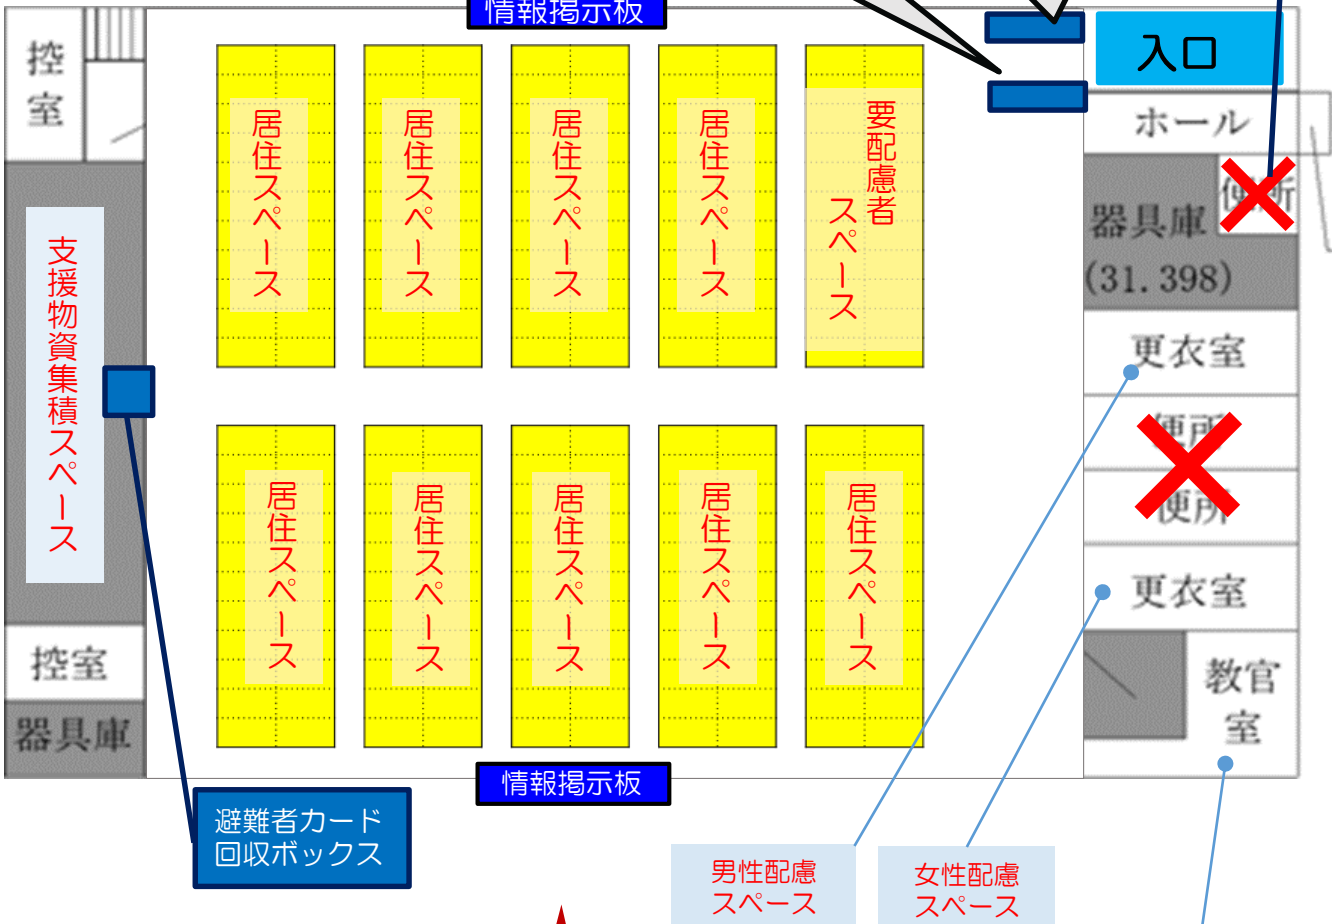 情報掲示板
入口
控
室
ホール
便所
器具庫
(31.398)
居住スペース
居住スペース
居住スペース
居住スペース
要配慮者
スペース
支援物資集積スペース
更衣室
便所
便所
更衣室
居住スペース
居住スペース
居住スペース
居住スペース
居住スペース
控室
器具庫
教官
室
情報掲示板
避難者カード
回収ボックス
男性配慮
スペース
女性配慮
スペース